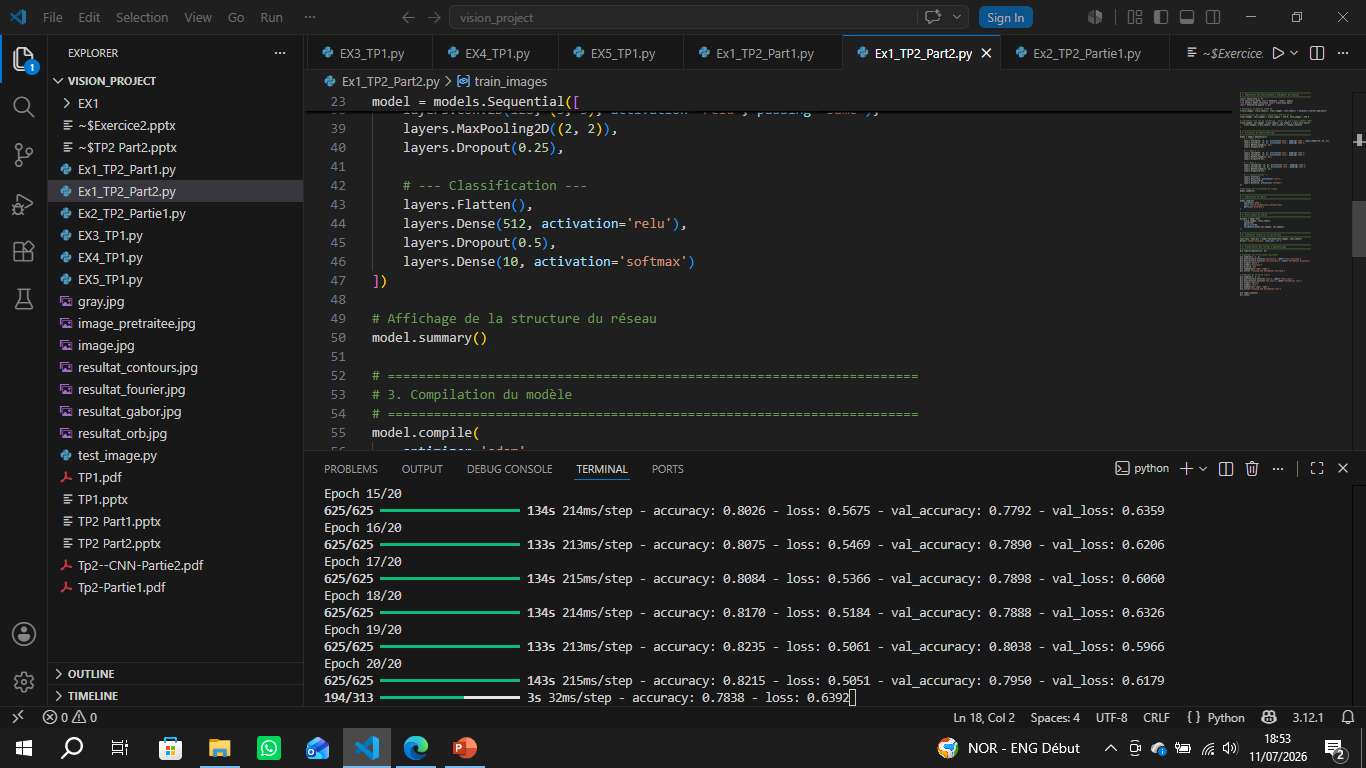 File Edit Selection View Go Run ··· vision_project Sign In
EXPLORER ···
EX3_TP1.py EX4_TP1.py EX5_TP1.py Ex1_TP2_Part1.py Ex1_TP2_Part2.py Ex2_TP2_Partie1.py ~$Exercice.
1
VISION_PROJECT
EX1
~$Exercice2.pptx
~$TP2 Part2.pptx
Ex1_TP2_Part1.py
Ex1_TP2_Part2.py
Ex2_TP2_Partie1.py
EX3_TP1.py
EX4_TP1.py
EX5_TP1.py
gray.jpg
image_pretraitee.jpg
image.jpg
resultat_contours.jpg
resultat_fourier.jpg
resultat_gabor.jpg
resultat_orb.jpg
test_image.py
TP1.pdf
TP1.pptx
TP2 Part1.pptx
TP2 Part2.pptx
Tp2--CNN-Partie2.pdf
Tp2-Partie1.pdf
OUTLINE
TIMELINE
Ex1_TP2_Part2.py > train_images
23 model = models.Sequential([
39 layers.MaxPooling2D((2, 2)),
40 layers.Dropout(0.25),
41
42 # --- Classification ---
43 layers.Flatten(),
44 layers.Dense(512, activation='relu'),
45 layers.Dropout(0.5),
46 layers.Dense(10, activation='softmax')
47 ])
48
49 # Affichage de la structure du réseau
50 model.summary()
51
52 # =====================================================================
53 # 3. Compilation du modèle
54 # =====================================================================
55 model.compile(
PROBLEMS OUTPUT DEBUG CONSOLE TERMINAL PORTS python
Epoch 15/20
625/625 134s 214ms/step - accuracy: 0.8026 - loss: 0.5675 - val_accuracy: 0.7792 - val_loss: 0.6359
Epoch 16/20
625/625 133s 213ms/step - accuracy: 0.8075 - loss: 0.5469 - val_accuracy: 0.7890 - val_loss: 0.6206
Epoch 17/20
625/625 134s 215ms/step - accuracy: 0.8084 - loss: 0.5366 - val_accuracy: 0.7898 - val_loss: 0.6060
Epoch 18/20
625/625 134s 214ms/step - accuracy: 0.8170 - loss: 0.5184 - val_accuracy: 0.7888 - val_loss: 0.6326
Epoch 19/20
625/625 133s 213ms/step - accuracy: 0.8235 - loss: 0.5061 - val_accuracy: 0.8038 - val_loss: 0.5966
Epoch 20/20
625/625 143s 215ms/step - accuracy: 0.8215 - loss: 0.5051 - val_accuracy: 0.7950 - val_loss: 0.6179
194/313 3s 32ms/step - accuracy: 0.7838 - loss: 0.6392
0 0 Ln 18, Col 2 Spaces: 4 UTF-8 CRLF { } Python 3.12.1
NOR - ENG Début 18:53
11/07/2026
2